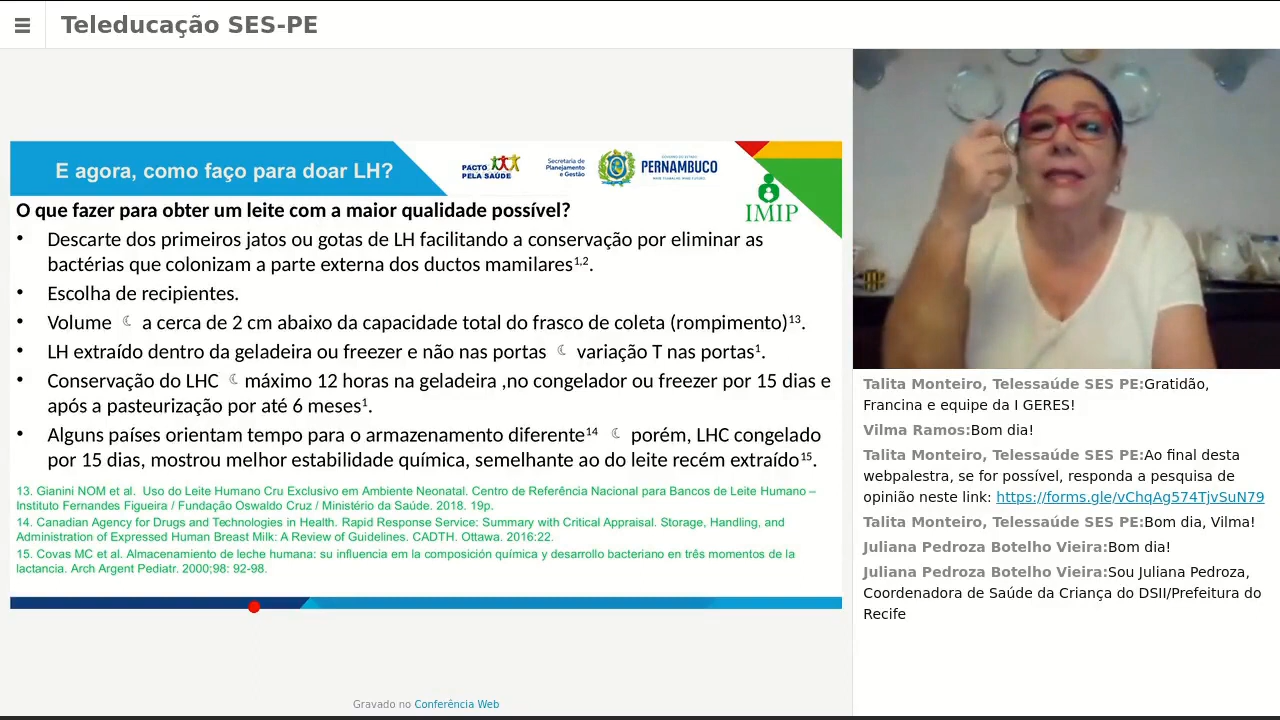 Teleducação SES-PE
E agora, como faço para doar LH?
PACTO
PELA SAÚDE
Secretaria de
Planejamento
e Gestão
GOVERNO DO ESTADO
PERNAMBUCO
IMIP
O que fazer para obter um leite com a maior qualidade possível?
• Descarte dos primeiros jatos ou gotas de LH facilitando a conservação por eliminar as
bactérias que colonizam a parte externa dos ductos mamilares1,2.
• Escolha de recipientes.
• Volume ☾ a cerca de 2 cm abaixo da capacidade total do frasco de coleta (rompimento)13.
• LH extraído dentro da geladeira ou freezer e não nas portas ☾ variação T nas portas1.
• Conservação do LHC ☾máximo 12 horas na geladeira ,no congelador ou freezer por 15 dias e
após a pasteurização por até 6 meses1.
• Alguns países orientam tempo para o armazenamento diferente14 ☾ porém, LHC congelado
por 15 dias, mostrou melhor estabilidade química, semelhante ao do leite recém extraído15.
13. Gianini NOM et al. Uso do Leite Humano Cru Exclusivo em Ambiente Neonatal. Centro de Referência Nacional para Bancos de Leite Humano –
Instituto Fernandes Figueira / Fundação Oswaldo Cruz / Ministério da Saúde. 2018. 19p.
14. Canadian Agency for Drugs and Technologies in Health. Rapid Response Service: Summary with Critical Appraisal. Storage, Handling, and
Administration of Expressed Human Breast Milk: A Review of Guidelines. CADTH. Ottawa. 2016:22.
15. Covas MC et al. Almacenamiento de leche humana: su influencia em la composición química y desarrollo bacteriano en três momentos de la
lactancia. Arch Argent Pediatr. 2000;98: 92-98.
Gravado no Conferência Web
Talita Monteiro, Telessaúde SES PE:Gratidão,
Francina e equipe da I GERES!
Vilma Ramos:Bom dia!
Talita Monteiro, Telessaúde SES PE:Ao final desta
webpalestra, se for possível, responda a pesquisa de
opinião neste link: https://forms.gle/vChqAg574TjvSuN79
Talita Monteiro, Telessaúde SES PE:Bom dia, Vilma!
Juliana Pedroza Botelho Vieira:Bom dia!
Juliana Pedroza Botelho Vieira:Sou Juliana Pedroza,
Coordenadora de Saúde da Criança do DSII/Prefeitura do
Recife